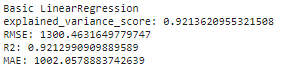 Basic LinearRegression
explained_variance_score: 0.9213620955321508
RMSE: 1300.4631649779747
R2: 0.9212990909889589
MAE: 1002.0578883742639